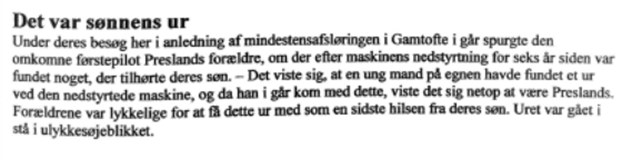 Det var sønnens ur
Under deres besøg her i anledning af mindestensafsløringen i Gamtofte i går spurgte den
omkomne førstepilot Preslands forældre, om der efter maskinens nedstyrtning for seks år siden var
fundet noget, der tilhørte deres søn. – Det viste sig, at en ung mand på egnen havde fundet et ur
ved den nedstyrtede maskine, og da han i går kom med dette, viste det sig netop at være Preslands.
Forældrene var lykkelige for at få dette ur med som en sidste hilsen fra deres søn. Uret var gået i
stå i ulykkesøjeblikket.